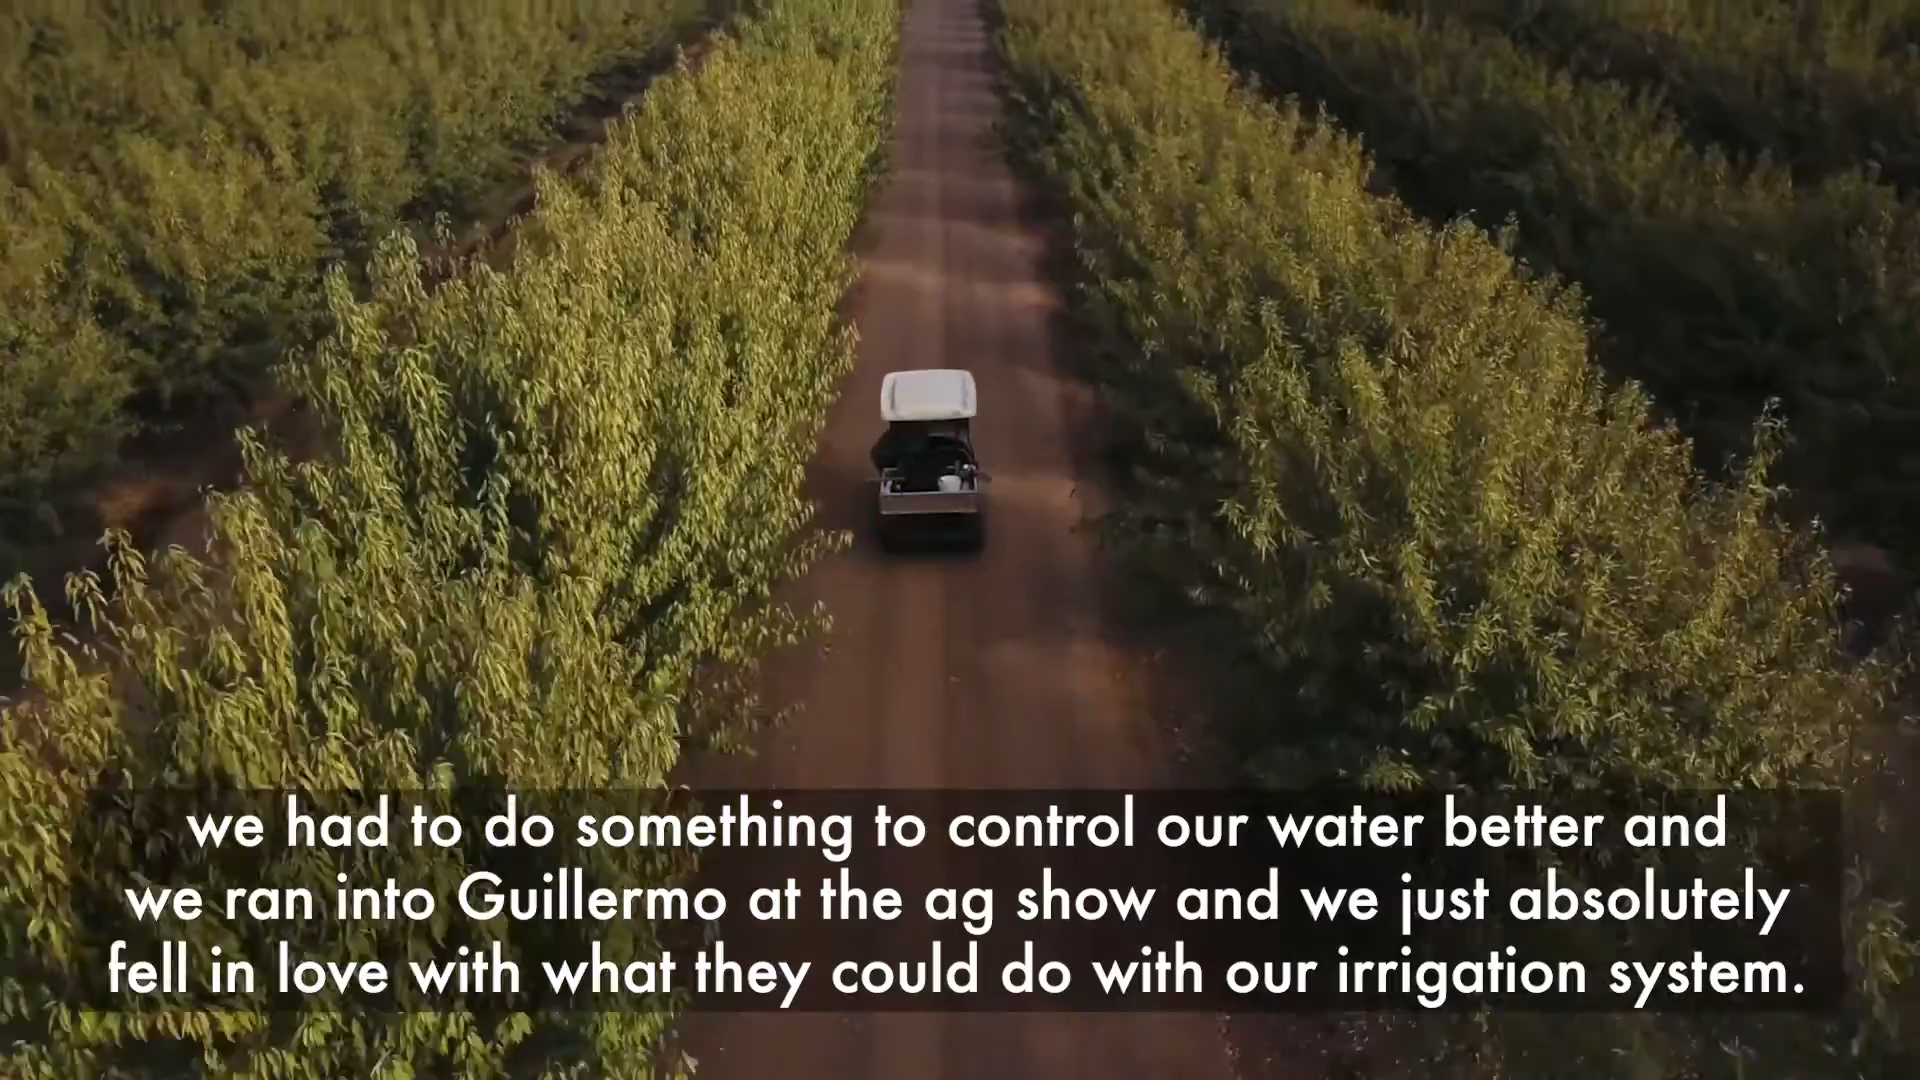 we had to do something to control our water better and
we ran into Guillermo at the ag show and we just absolutely
fell in love with what they could do with our irrigation system.